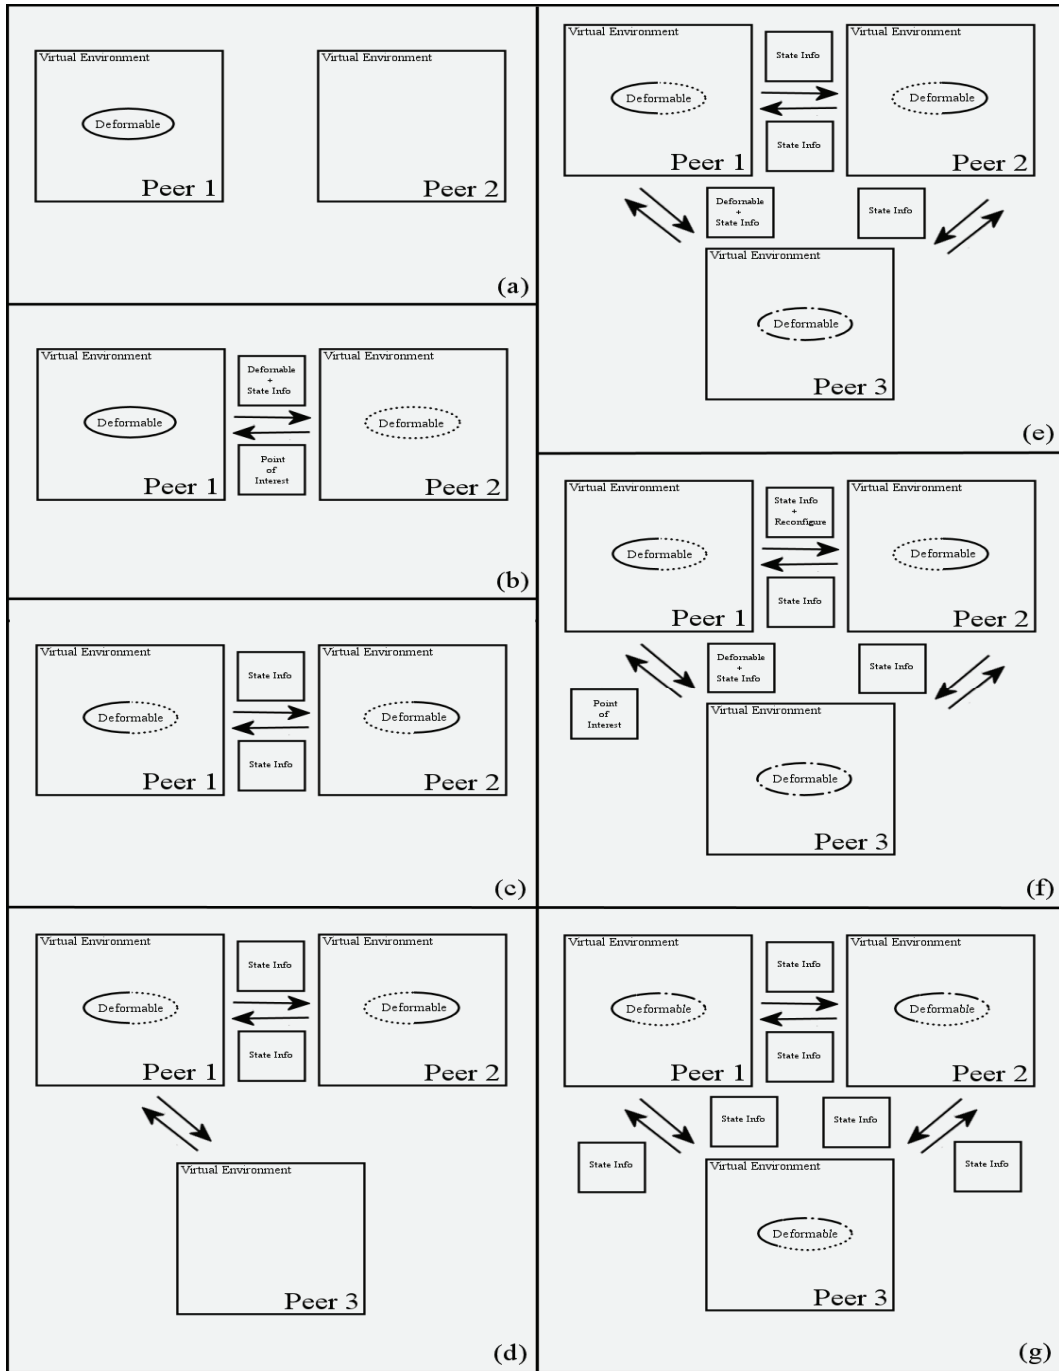 Virtual Environment
Deformable
Peer 1
Virtual Environment
Peer 2
(a)
Virtual Environment
Deformable
Peer 1
Defornable
+
State Info
Point
of
Interest
Virtual Environment
Deformable
Peer 2
(b)
Virtual Environment
Deformable
Peer 1
State Info
State Info
Virtual Environment
Deformable
Peer 2
(c)
Virtual Environment
Deformable
Peer 1
State Info
State Info
Virtual Environment
Deformable
Peer 2
Virtual Environment
Peer 3
(d)
Virtual Environment
Deformable
Peer 1
State Info
State Info
Virtual Environment
Deformable
Peer 2
Defornable
+
State Info
State Info
Virtual Environment
Deformable
Peer 3
(e)
Virtual Environment
Deformable
Peer 1
State Info
+
Reconfigure
State Info
Virtual Environment
Deformable
Peer 2
Point
of
Interest
Defornable
+
State Info
State Info
Virtual Environment
Deformable
Peer 3
(f)
Virtual Environment
Deformable
Peer 1
State Info
State Info
Virtual Environment
Deformable
Peer 2
State Info
State Info
State Info
State Info
Virtual Environment
Deformable
Peer 3
(g)